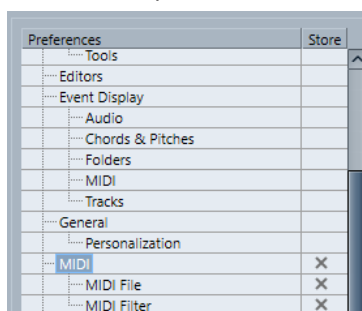 Preferences Store
Tools
Editors
Event Display
Audio
Chords & Pitches
Folders
MIDI
Tracks
General
Personalization
MIDI
MIDI File
MIDI Filter